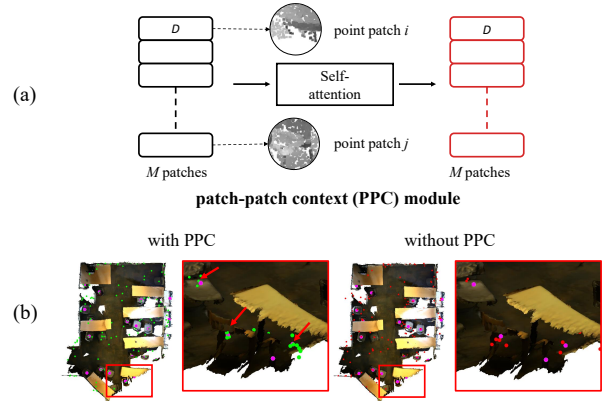 (a)
D
point patch i
D
Self-
attention
point patch j
M patches
M patches
patch-patch context (PPC) module
with PPC
without PPC
(b)